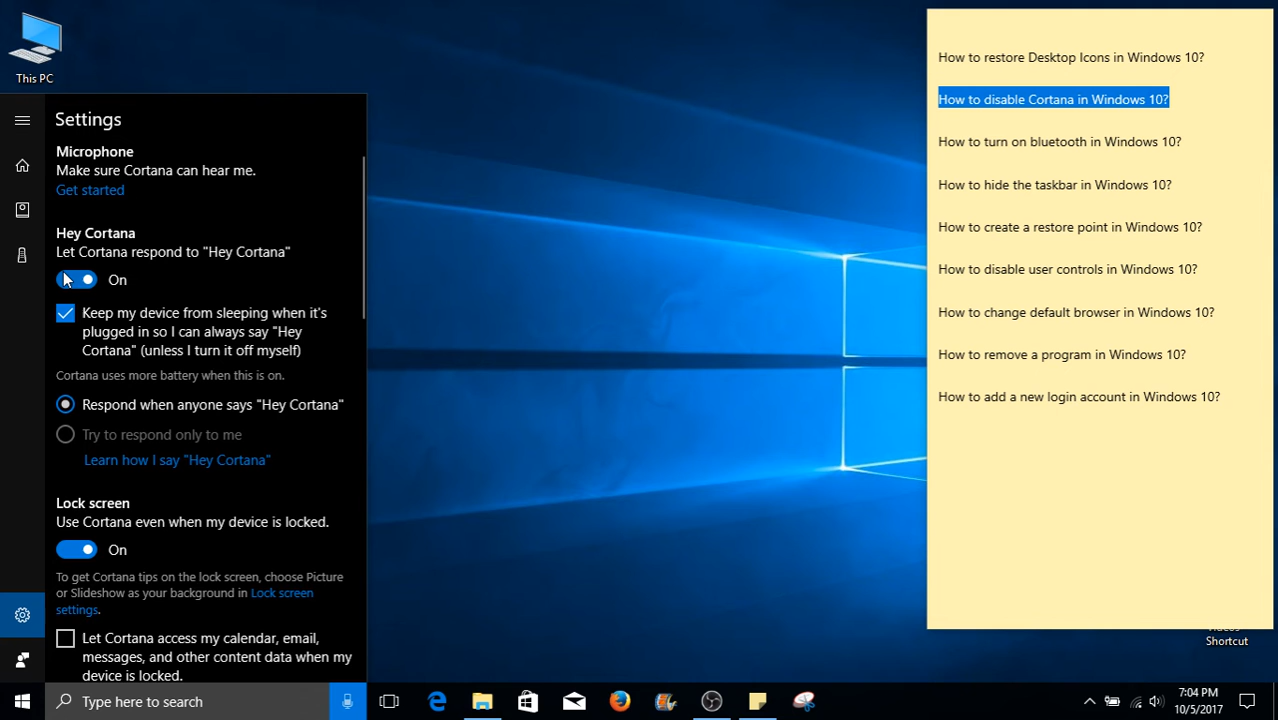 This PC
Settings
Microphone
Make sure Cortana can hear me.
Get started
Hey Cortana
Let Cortana respond to "Hey Cortana"
On
Keep my device from sleeping when it's
plugged in so I can always say "Hey
Cortana" (unless I turn it off myself)
Cortana uses more battery when this is on.
Respond when anyone says "Hey Cortana"
Try to respond only to me
Learn how I say "Hey Cortana"
Lock screen
Use Cortana even when my device is locked.
On
To get Cortana tips on the lock screen, choose Picture
or Slideshow as your background in Lock screen
settings.
Let Cortana access my calendar, email,
messages, and other content data when my
device is locked.
Type here to search
How to restore Desktop Icons in Windows 10?
How to disable Cortana in Windows 10?
How to turn on bluetooth in Windows 10?
How to hide the taskbar in Windows 10?
How to create a restore point in Windows 10?
How to disable user controls in Windows 10?
How to change default browser in Windows 10?
How to remove a program in Windows 10?
How to add a new login account in Windows 10?
Shortcut
7:04 PM
10/5/2017